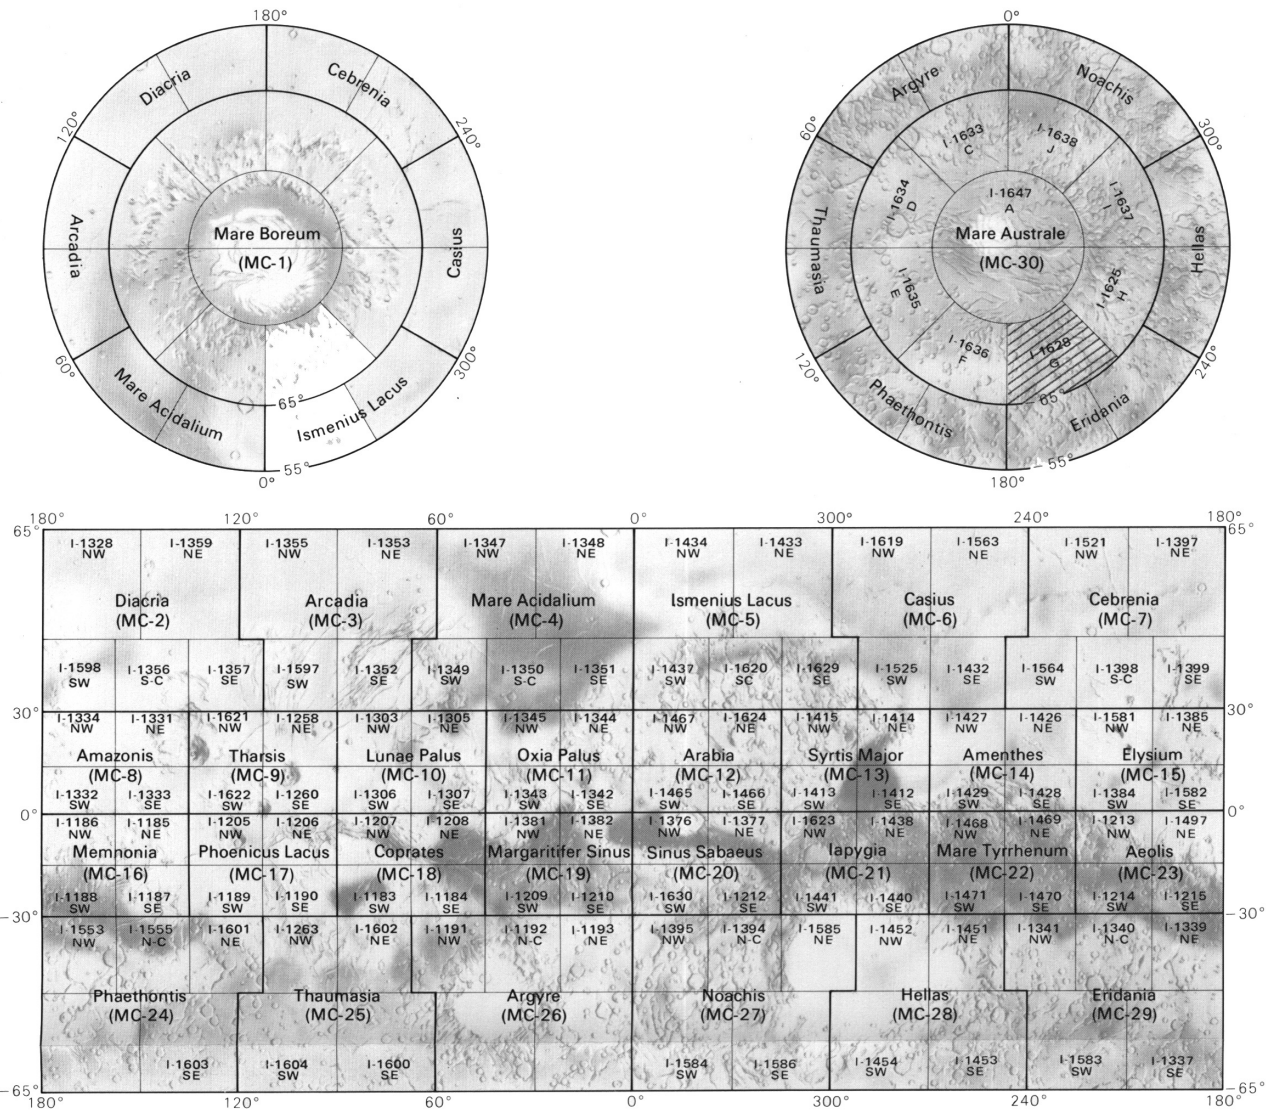 180°
Diacria
Cebrenia
120°
240°
Arcadia
Mare Boreum
(MC-1)
Casius
60°
300°
Mare Acidalium
65°
Ismenius Lacus
55°
0°
0°
Argyre
Noachis
60°
300°
I-1633
C
I-1638
J
I-1634
D
I-1647
A
I-1637
Thaumasia
Mare Australe
(MC-30)
Hellas
I-1635
E
I-1625
H
I-1636
F
I-1628
G
120°
240°
Phaethontis
65°
Eridania
55°
180°
180° 120° 60° 0° 300° 240° 180°
65° 65°
I-1328 I-1359 I-1355 I-1353 I-1347 I-1348 I-1434 I-1433 I-1619 I-1563 I-1521 I-1397
NW NE NW NE NW NE NW NE NW NE NW NE
Diacria Arcadia Mare Acidalium Ismenius Lacus Casius Cebrenia
(MC-2) (MC-3) (MC-4) (MC-5) (MC-6) (MC-7)
I-1598 I-1356 I-1357 I-1597 I-1352 I-1349 I-1350 I-1351 I-1437 I-1620 I-1629 I-1525 I-1432 I-1564 I-1398 I-1399
SW S-C SE SW SE SW S-C SE SW SC SE SW SE SW S-C SE
30° 30°
I-1334 I-1331 I-1621 I-1258 I-1303 I-1305 I-1345 I-1344 I-1467 I-1624 I-1415 I-1414 I-1427 I-1426 I-1581 I-1385
NW NE NW NE NW NE NW NE NW NE NW NE NW NE NW NE
Amazonis Tharsis Lunae Palus Oxia Palus Arabia Syrtis Major Amenthes Elysium
(MC-8) (MC-9) (MC-10) (MC-11) (MC-12) (MC-13) (MC-14) (MC-15)
I-1332 I-1333 I-1622 I-1260 I-1306 I-1307 I-1343 I-1342 I-1465 I-1466 I-1413 I-1412 I-1429 I-1428 I-1384 I-1582
SW SE SW SE SW SE SW SE SW SE SW SE SW SE SW SE
0° 0°
I-1186 I-1185 I-1205 I-1206 I-1207 I-1208 I-1381 I-1382 I-1376 I-1377 I-1623 I-1438 I-1468 I-1469 I-1213 I-1497
NW NE NW NE NW NE NW NE NW NE NW NE NW NE NW NE
Memnonia Phoenicus Lacus Coprates Margaritifer Sinus Sinus Sabaeus Iapygia Mare Tyrrhenum Aeolis
(MC-16) (MC-17) (MC-18) (MC-19) (MC-20) (MC-21) (MC-22) (MC-23)
I-1188 I-1187 I-1189 I-1190 I-1183 I-1184 I-1209 I-1210 I-1630 I-1212 I-1441 I-1440 I-1471 I-1470 I-1214 I-1215
SW SE SW SE SW SE SW SE SW SE SW SE SW SE SW SE
−30° −30°
I-1553 I-1555 I-1601 I-1263 I-1602 I-1191 I-1192 I-1193 I-1395 I-1394 I-1585 I-1452 I-1451 I-1341 I-1340 I-1339
NW N-C NE NW NE NW N-C NE NW N-C NE NW NE NW N-C NE
Phaethontis Thaumasia Argyre Noachis Hellas Eridania
(MC-24) (MC-25) (MC-26) (MC-27) (MC-28) (MC-29)
I-1603 I-1604 I-1600 I-1584 I-1586 I-1454 I-1453 I-1583 I-1337
SE SW SE SW SE SW SE SW SE
−65° −65°
180° 120° 60° 0° 300° 240° 180°